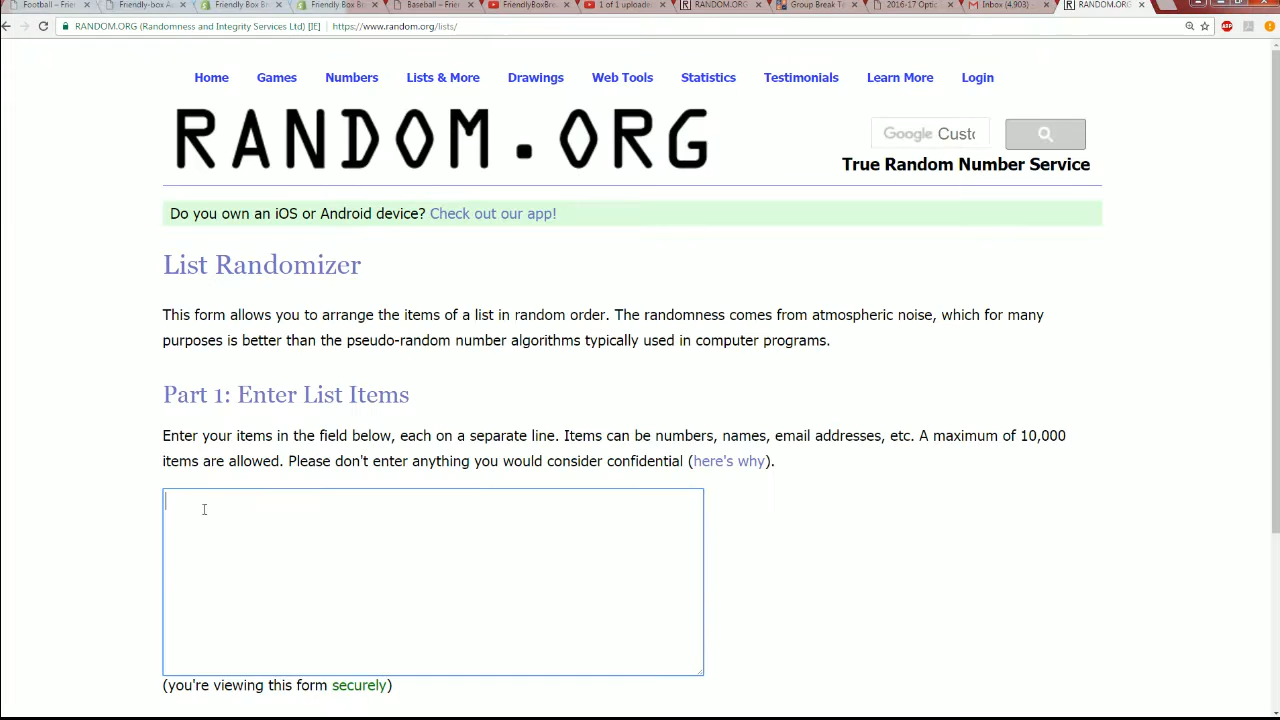 Football – Frie
Friendly-box A
Friendly Box Br
Friendly Box Br
Baseball – Frie
FriendlyBoxBre
1 of 1 uploade
RANDOM.ORG
Group Break Te
2016-17 Optic
Inbox (4,903)
RANDOM.ORG
RANDOM.ORG (Randomness and Integrity Services Ltd) [IE] https://www.random.org/lists/
ABP
Home Games Numbers Lists & More Drawings Web Tools Statistics Testimonials Learn More Login
RANDOM.ORG
Google Custo
True Random Number Service
Do you own an iOS or Android device? Check out our app!
List Randomizer
This form allows you to arrange the items of a list in random order. The randomness comes from atmospheric noise, which for many
purposes is better than the pseudo-random number algorithms typically used in computer programs.
Part 1: Enter List Items
Enter your items in the field below, each on a separate line. Items can be numbers, names, email addresses, etc. A maximum of 10,000
items are allowed. Please don't enter anything you would consider confidential (here's why).
(you're viewing this form securely)